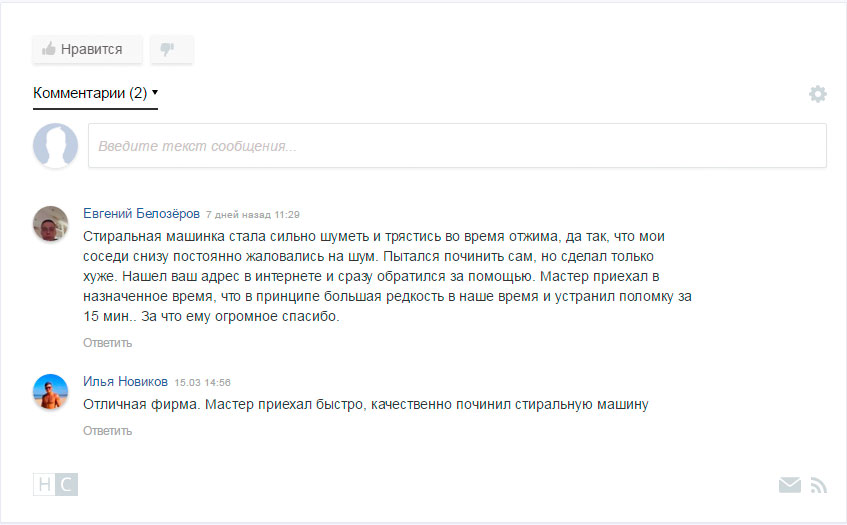 Нравится
Комментарии (2)
Введите текст сообщения...
Евгений Белозёров 7 дней назад 11:29
Стиральная машинка стала сильно шуметь и трястись во время отжима, да так, что мои
соседи снизу постоянно жаловались на шум. Пытался починить сам, но сделал только
хуже. Нашел ваш адрес в интернете и сразу обратился за помощью. Мастер приехал в
назначенное время, что в принципе большая редкость в наше время и устранил поломку за
15 мин.. За что ему огромное спасибо.
Ответить
Илья Новиков 15.03 14:56
Отличная фирма. Мастер приехал быстро, качественно починил стиральную машину
Ответить
HC